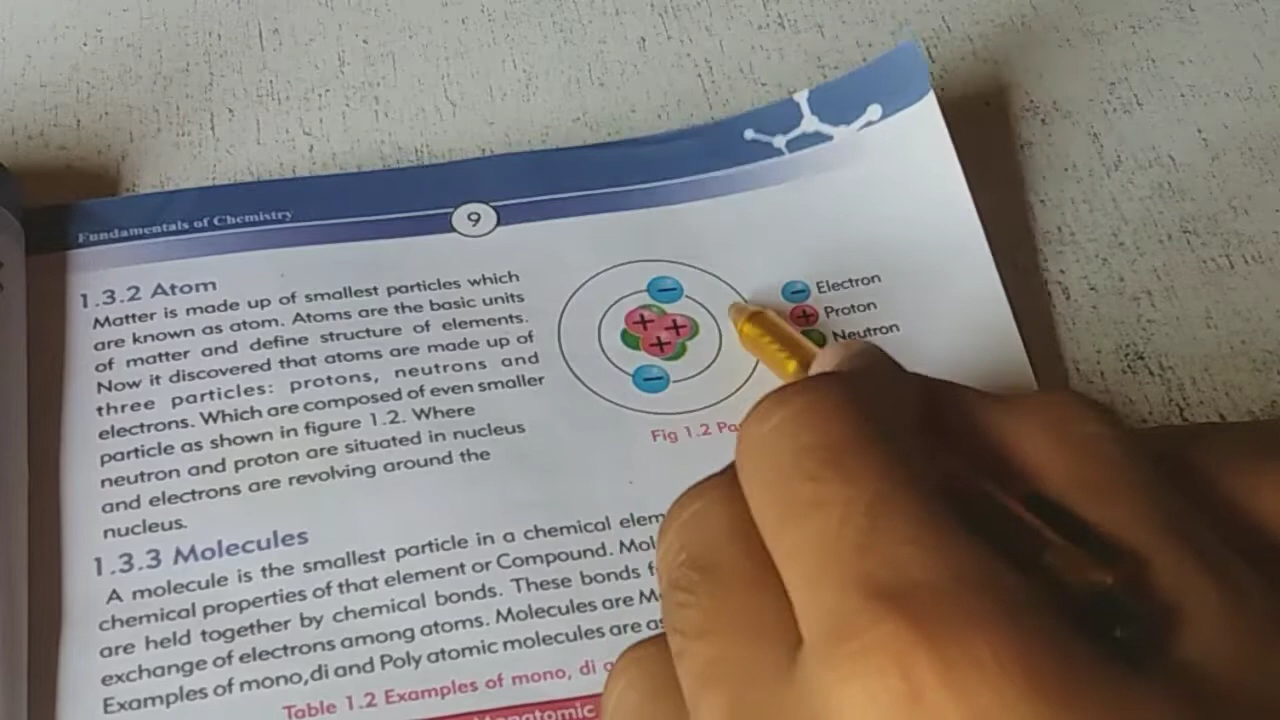 Fundamentals of Chemistry
9
1.3.2 Atom
Matter is made up of smallest particles which
are known as atom. Atoms are the basic units
of matter and define structure of elements.
Now it discovered that atoms are made up of
three particles: protons, neutrons and
electrons. Which are composed of even smaller
particle as shown in figure 1.2. Where
neutron and proton are situated in nucleus
and electrons are revolving around the
nucleus.
− Electron
+ Proton
Neutron
−
+ +
+
−
Fig 1.2
1.3.3 Molecules
A molecule is the smallest particle in a chemical
chemical properties of that element or Compound.
are held together by chemical bonds. These bonds
exchange of electrons among atoms. Molecules are
Examples of mono,di and Poly atomic molecules are
Table 1.2 Examples of mono, di
Monatomic